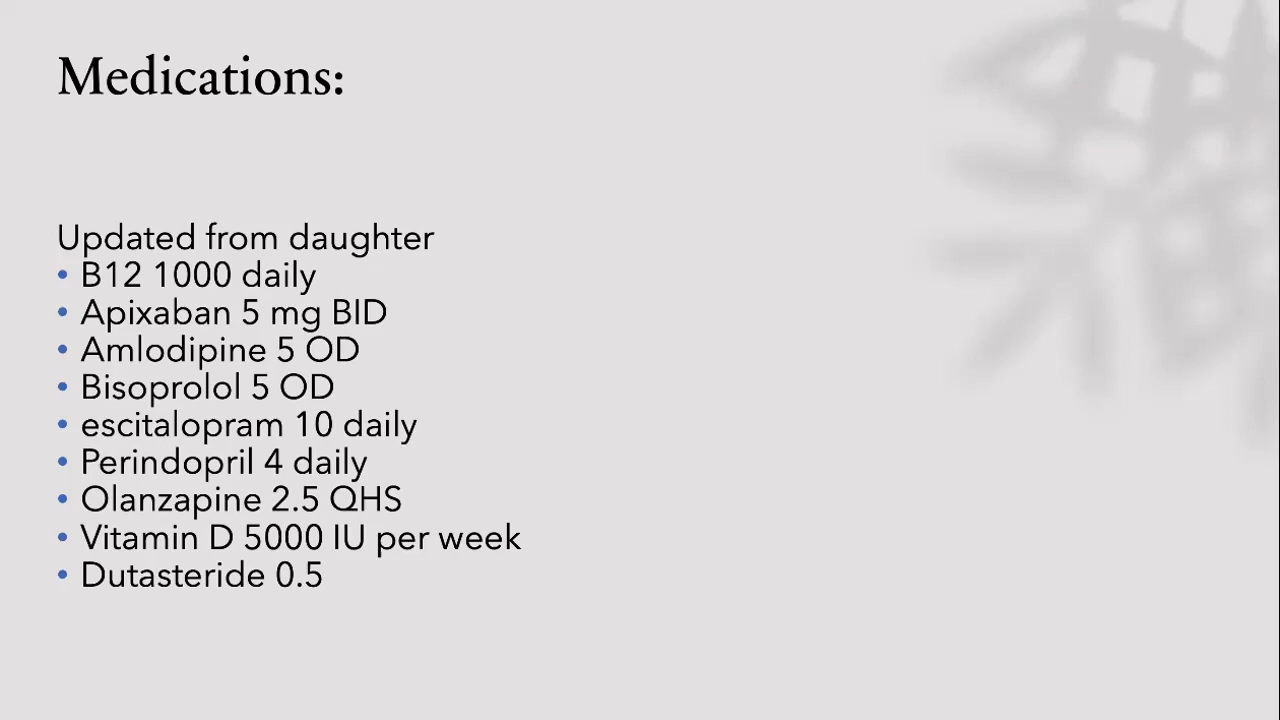 Medications:
Updated from daughter
• B12 1000 daily
• Apixaban 5 mg BID
• Amlodipine 5 OD
• Bisoprolol 5 OD
• escitalopram 10 daily
• Perindopril 4 daily
• Olanzapine 2.5 QHS
• Vitamin D 5000 IU per week
• Dutasteride 0.5